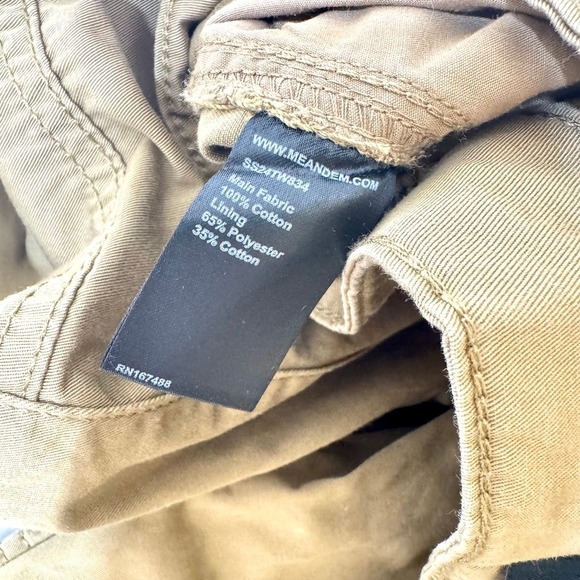 WWW.MEANDEM.COM
SS24TW834
Main Fabric
100% Cotton
Lining
65% Polyester
35% Cotton
RN167488